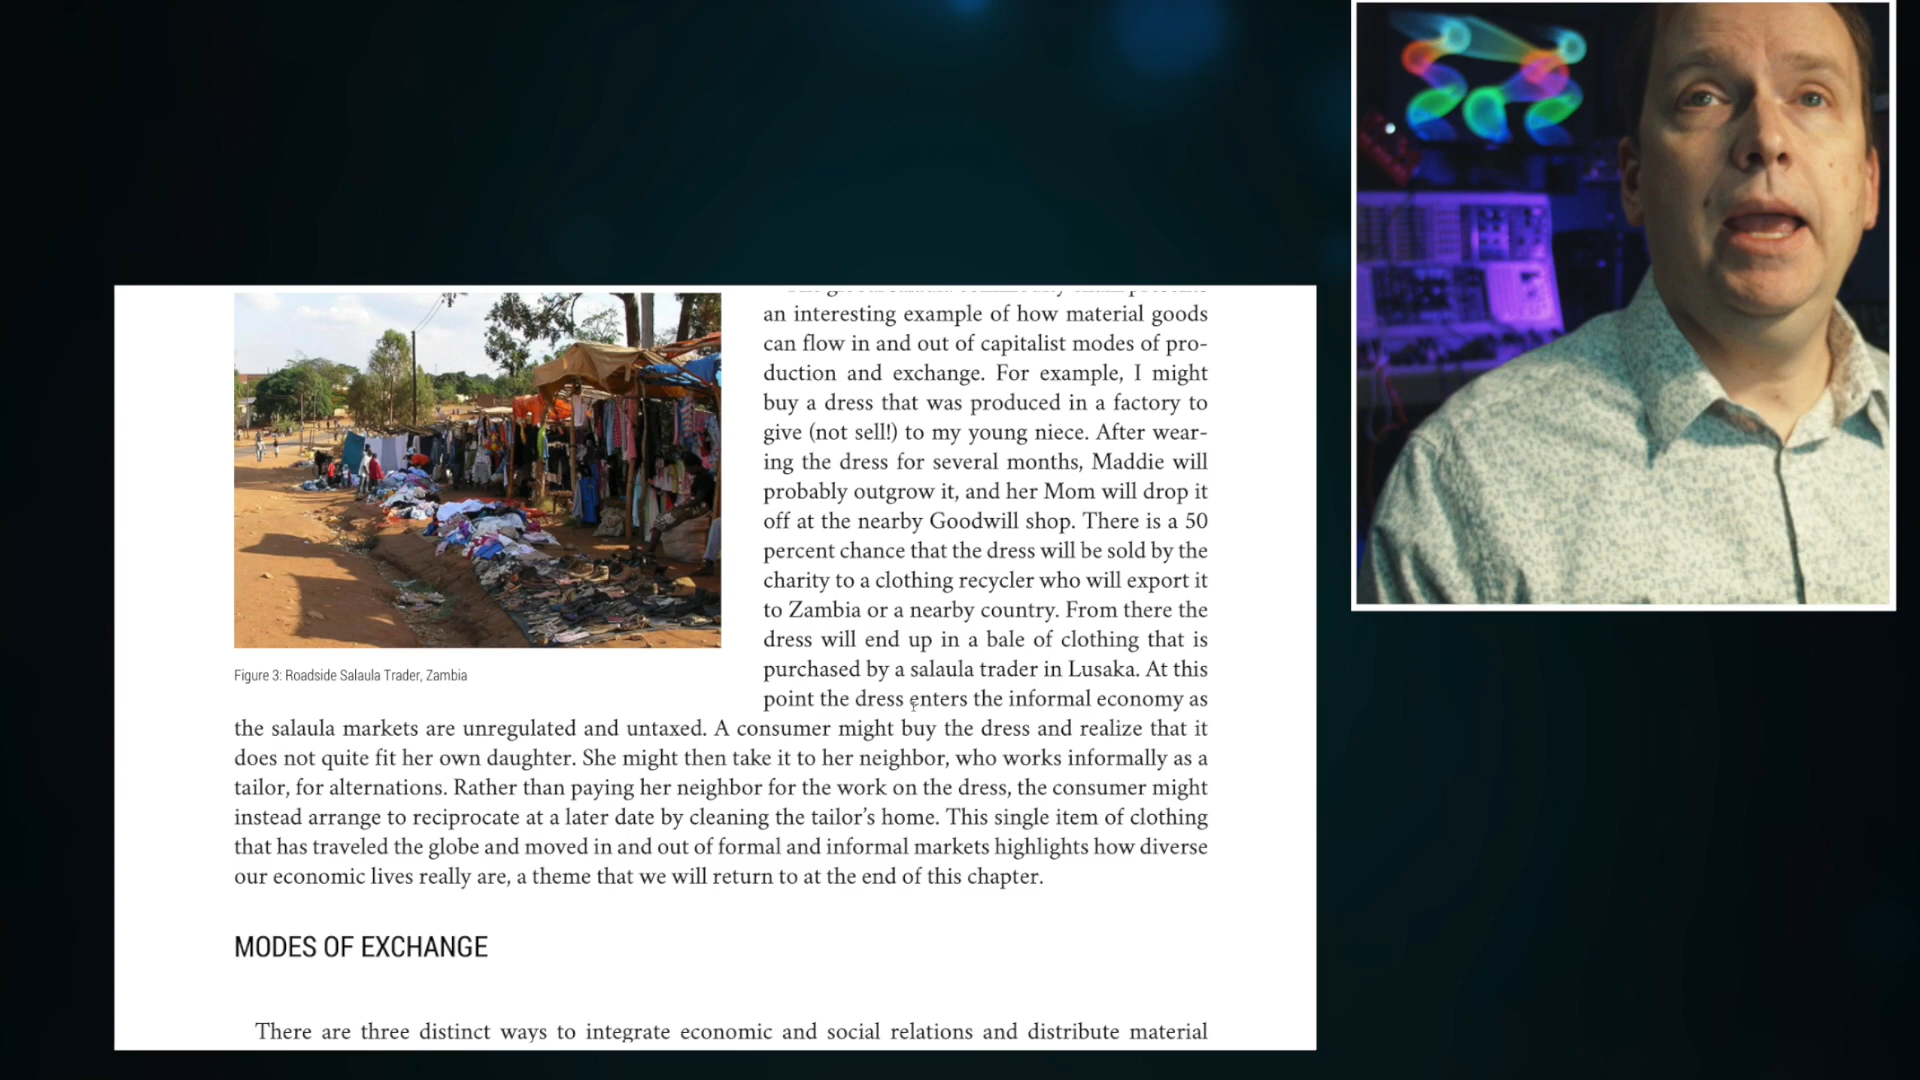 an interesting example of how material goods
can flow in and out of capitalist modes of pro-
duction and exchange. For example, I might
buy a dress that was produced in a factory to
give (not sell!) to my young niece. After wear-
ing the dress for several months, Maddie will
probably outgrow it, and her Mom will drop it
off at the nearby Goodwill shop. There is a 50
percent chance that the dress will be sold by the
charity to a clothing recycler who will export it
to Zambia or a nearby country. From there the
dress will end up in a bale of clothing that is
purchased by a salaula trader in Lusaka. At this
point the dress enters the informal economy as
Figure 3: Roadside Salaula Trader, Zambia
the salaula markets are unregulated and untaxed. A consumer might buy the dress and realize that it
does not quite fit her own daughter. She might then take it to her neighbor, who works informally as a
tailor, for alternations. Rather than paying her neighbor for the work on the dress, the consumer might
instead arrange to reciprocate at a later date by cleaning the tailor's home. This single item of clothing
that has traveled the globe and moved in and out of formal and informal markets highlights how diverse
our economic lives really are, a theme that we will return to at the end of this chapter.
MODES OF EXCHANGE
There are three distinct ways to integrate economic and social relations and distribute material